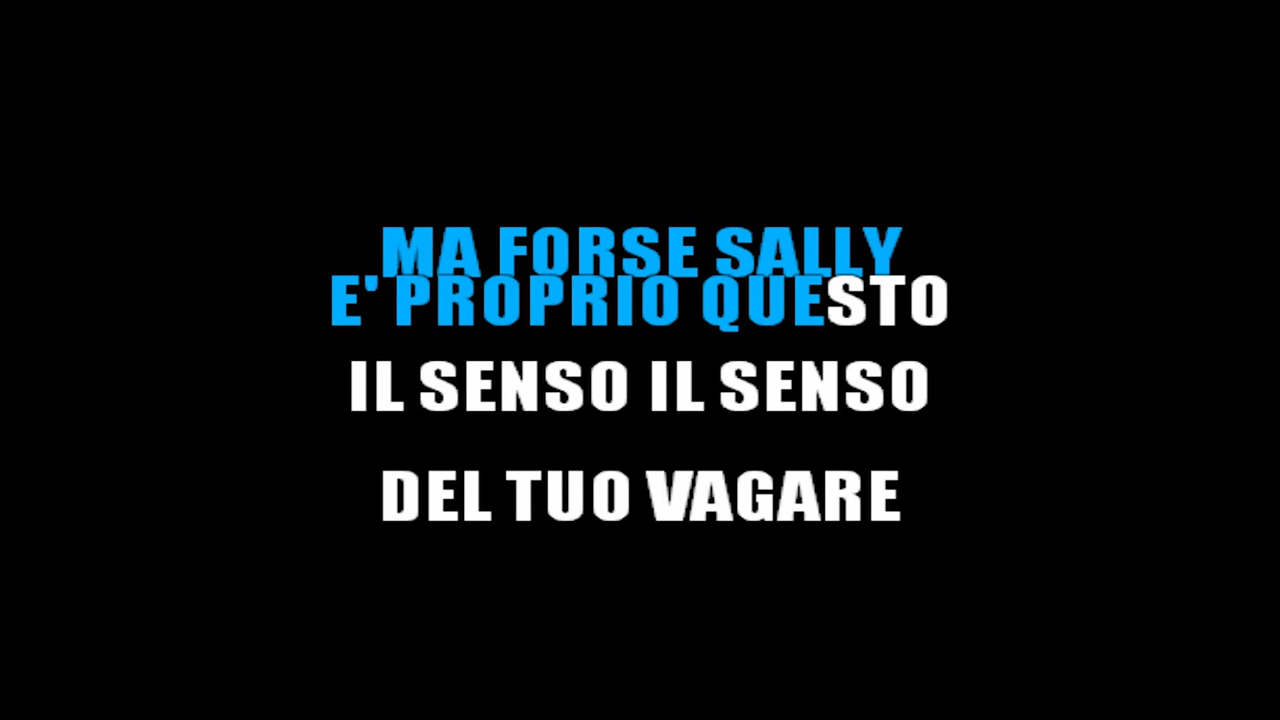 MA FORSE SALLY
E' PROPRIO QUESTO
IL SENSO IL SENSO
DEL TUO VAGARE